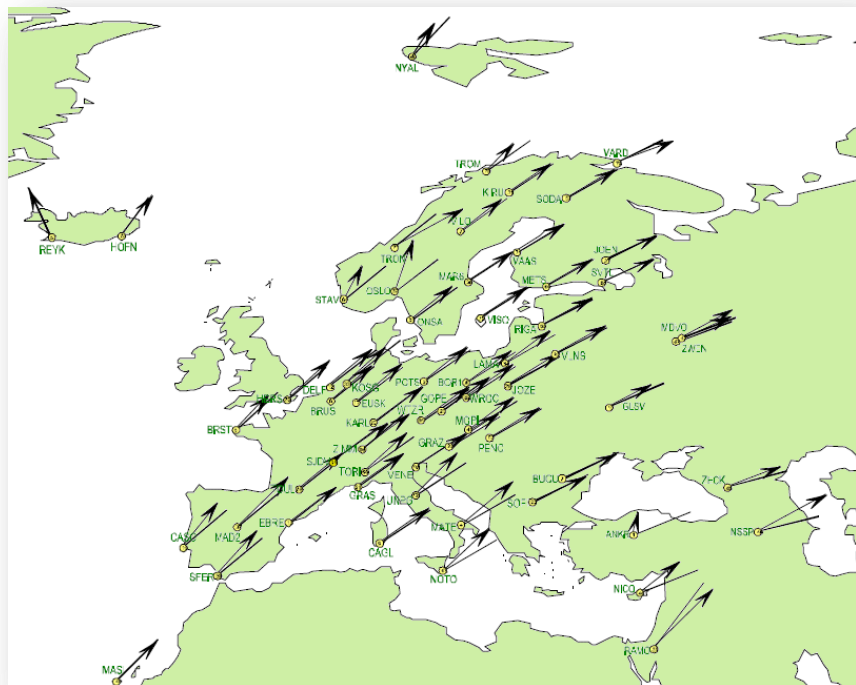 NYAL
TROM
VARD
KIRU
SODA
VILO
REYK
HOFN
TRON
VAAS
JOEN
MAR6
METS
SVTL
OSLO
STAV
ONSA
VISO
RIGA
MDVO
ZWEN
LAMA
VLNS
DELF
KOSG
POTS
BOR1
JOZE
HERS
BRUS
EUSK
GOPE
WROC
GLSV
BRST
KARL
WTZR
MOPI
GRAZ
PENC
ZIMM
SJDV
TORI
VENE
BUCU
ZECK
GRAS
UNPG
SOFI
CASC
MAD2
EBRE
MATE
ANKR
NSSP
CAGL
SFER
NOTO
NICO
RAMO
MAS